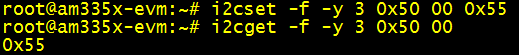 root@am335x-evm:~# i2cset -f -y 3 0x50 00 0x55
root@am335x-evm:~# i2cget -f -y 3 0x50 00
0x55